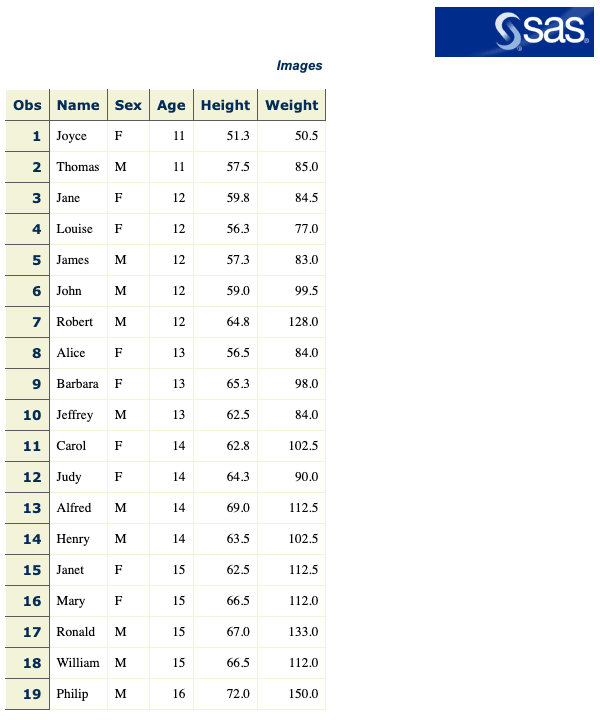 sas
Images
Obs Name Sex Age Height Weight
1 Joyce F 11 51.3 50.5
2 Thomas M 11 57.5 85.0
3 Jane F 12 59.8 84.5
4 Louise F 12 56.3 77.0
5 James M 12 57.3 83.0
6 John M 12 59.0 99.5
7 Robert M 12 64.8 128.0
8 Alice F 13 56.5 84.0
9 Barbara F 13 65.3 98.0
10 Jeffrey M 13 62.5 84.0
11 Carol F 14 62.8 102.5
12 Judy F 14 64.3 90.0
13 Alfred M 14 69.0 112.5
14 Henry M 14 63.5 102.5
15 Janet F 15 62.5 112.5
16 Mary F 15 66.5 112.0
17 Ronald M 15 67.0 133.0
18 William M 15 66.5 112.0
19 Philip M 16 72.0 150.0